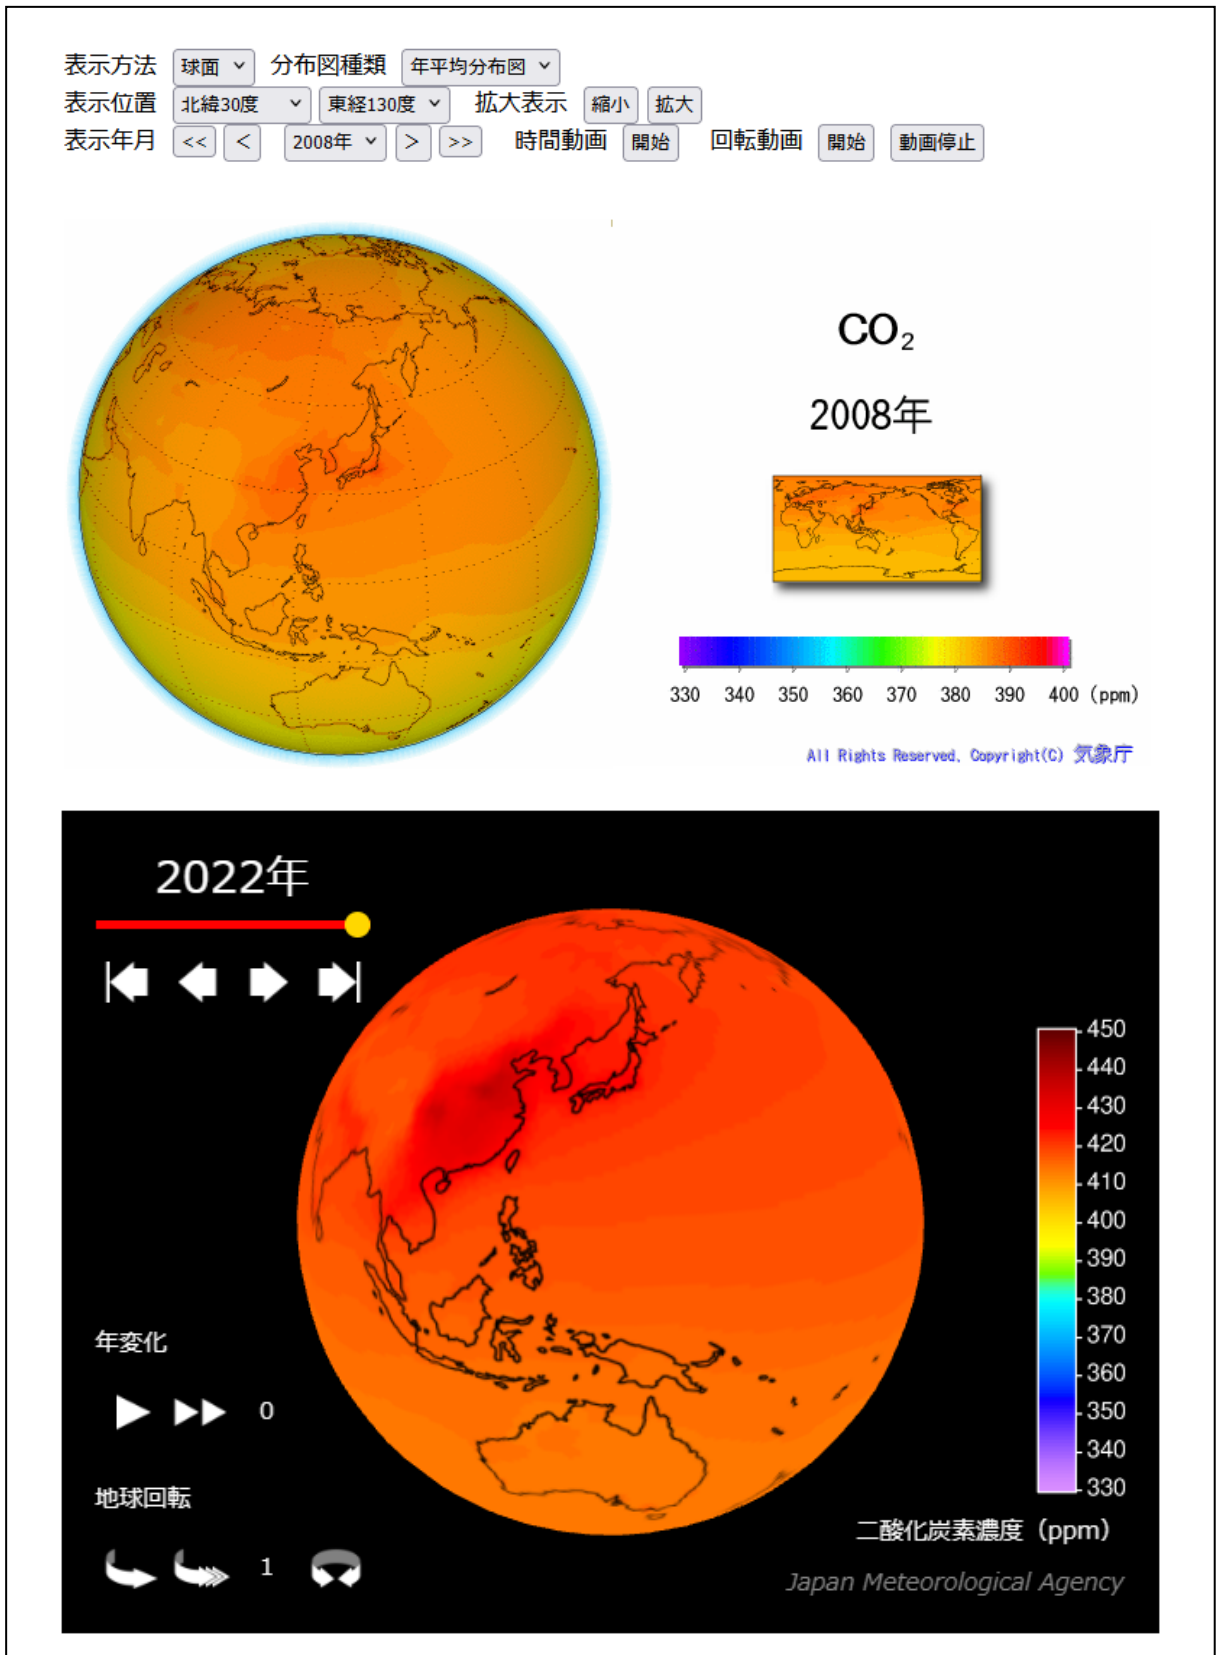 表示方法 球面 分布図種類 年平均分布図
表示位置 北緯30度 東経130度 拡大表示 縮小 拡大
表示年月 << < 2008年 > >> 時間動画 開始 回転動画 開始 動画停止
CO₂
2008年
330 340 350 360 370 380 390 400 (ppm)
All Rights Reserved, Copyright(C) 気象庁
2022年
450
440
430
420
410
400
390
380
370
360
350
340
330
年変化
0
地球回転
1
二酸化炭素濃度（ppm）
Japan Meteorological Agency